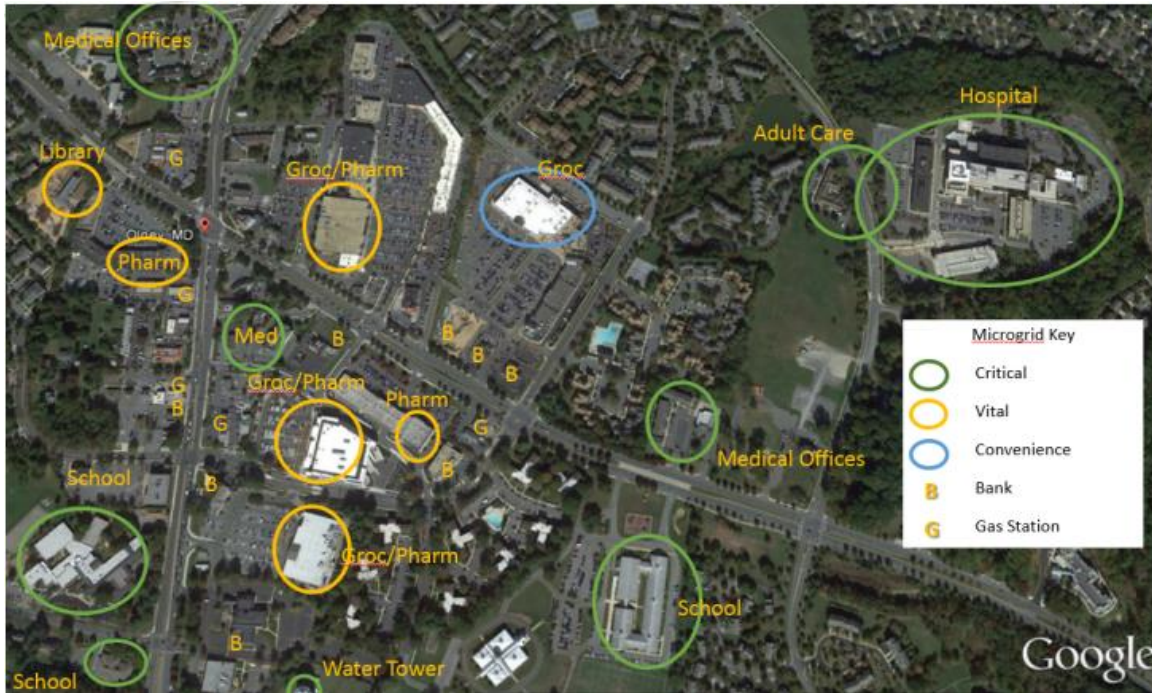 Medical Offices
Hospital
Adult Care
Library
G
Groc/Pharm
Groc
Olney, MD
Pharm
G
Med
B
B
B
B
Microgrid Key
Critical
Vital
Convenience
B Bank
G Gas Station
Groc/Pharm
Pharm
G
B
G
G
Medical Offices
B
School
B
Groc/Pharm
School
B
Water Tower
School
Google